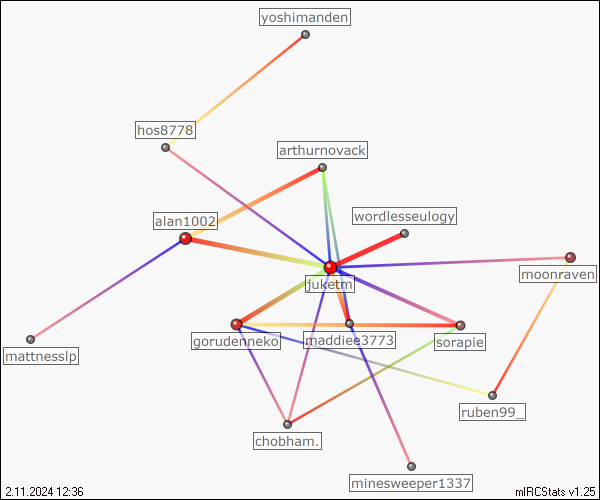 yoshimanden
hos8778
arthurnovack
alan1002
wordlesseulogy
moonraven
juketm
gorudenneko
maddiee3773
sorapie
mattnesslp
ruben99_
chobham.
minesweeper1337
2.11.2024 12:36
mIRCStats v1.25